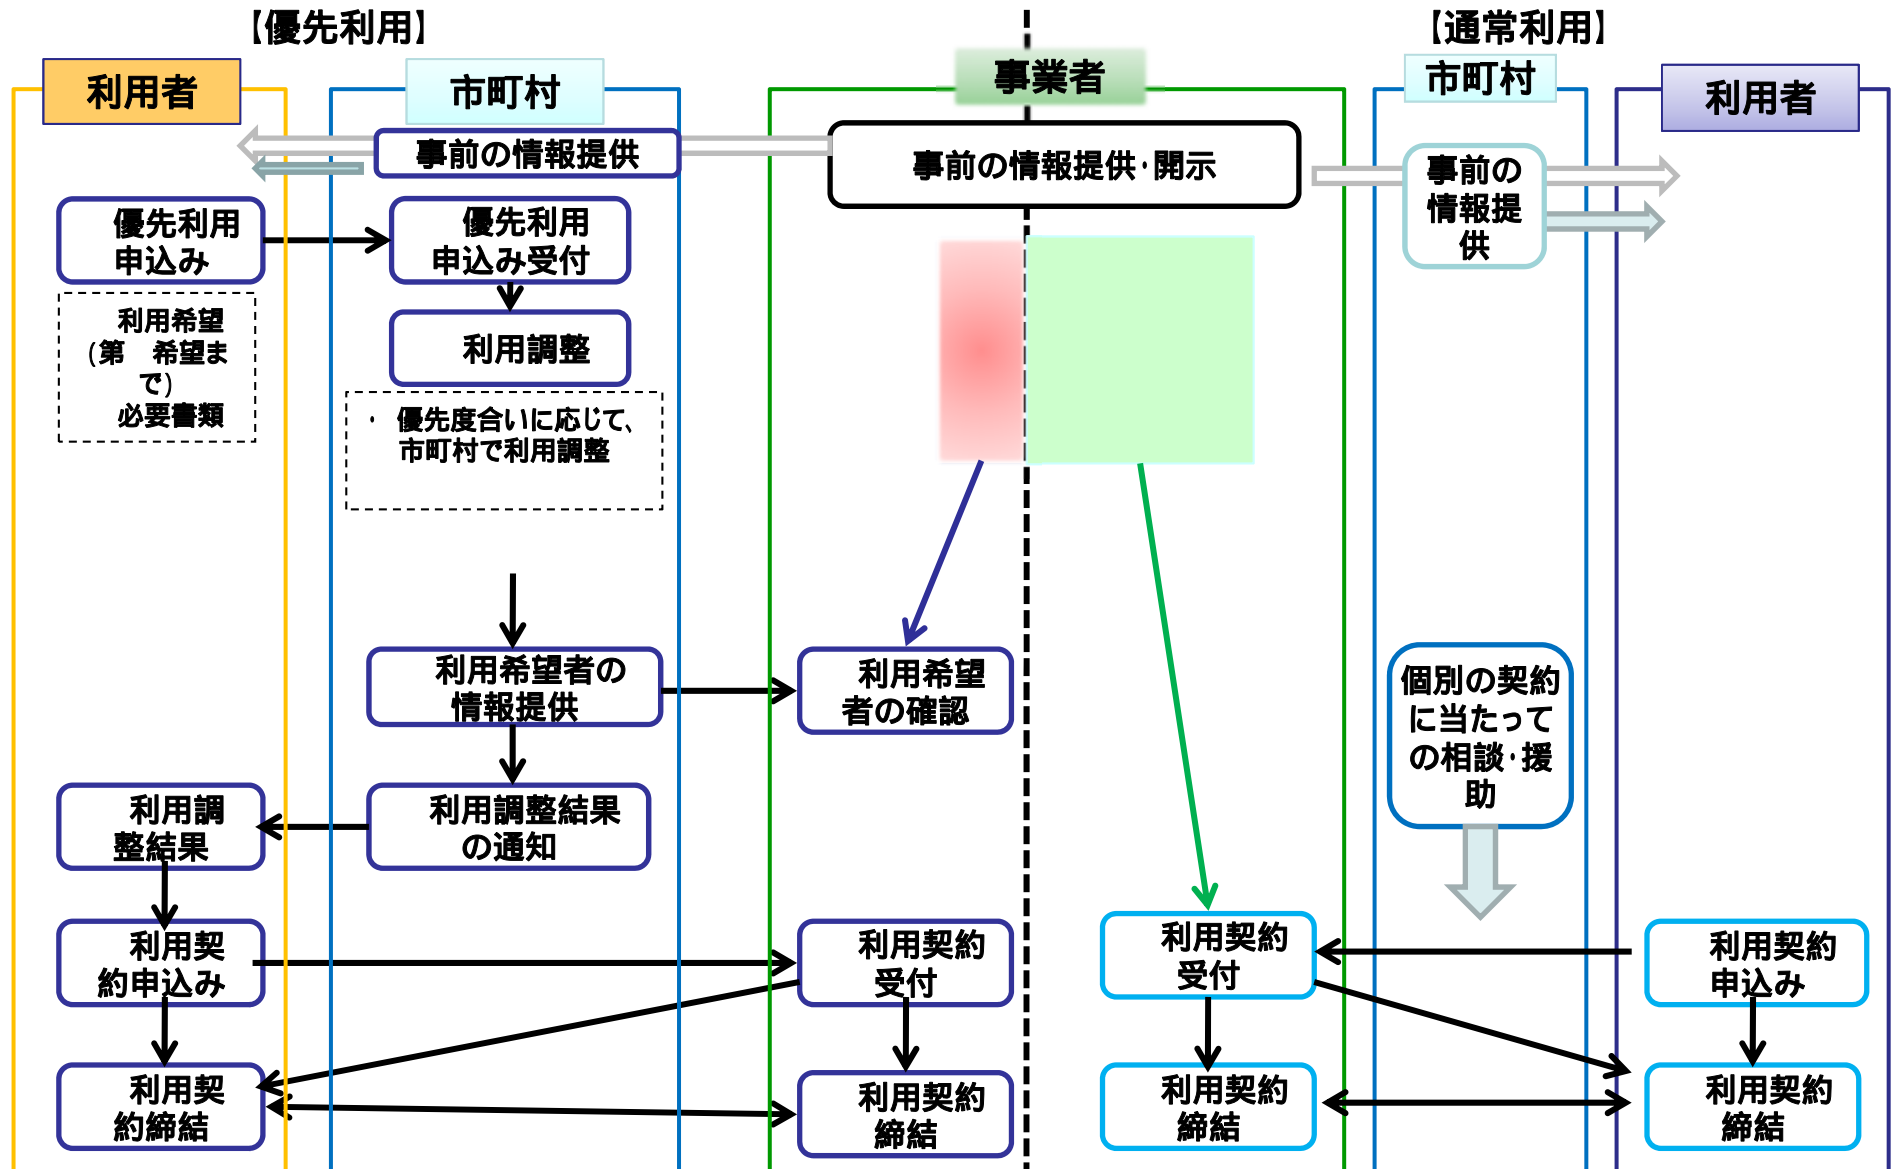 【優先利用】
【通常利用】
利用者
市町村
事業者
市町村
利用者
事前の情報提供
事前の情報提供・開示
事前の
情報提
供
優先利用
申込み
優先利用
申込み受付
利用希望
(第　希望ま
で)
必要書類
利用調整
・ 優先度合いに応じて、
市町村で利用調整
利用希望者の
情報提供
利用希望
者の確認
個別の契約
に当たって
の相談・援
助
利用調
整結果
利用調整結果
の通知
利用契
約申込み
利用契約
受付
利用契約
受付
利用契約
申込み
利用契
約締結
利用契約
締結
利用契約
締結
利用契約
締結